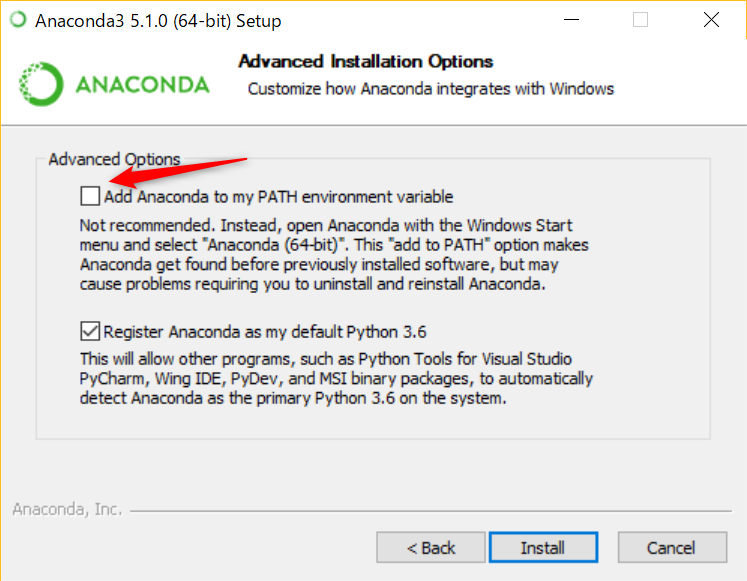 Anaconda3 5.1.0 (64-bit) Setup
Advanced Installation Options
ANACONDA
Customize how Anaconda integrates with Windows
Advanced Options
Add Anaconda to my PATH environment variable
Not recommended. Instead, open Anaconda with the Windows Start
menu and select "Anaconda (64-bit)". This "add to PATH" option makes
Anaconda get found before previously installed software, but may
cause problems requiring you to uninstall and reinstall Anaconda.
Register Anaconda as my default Python 3.6
This will allow other programs, such as Python Tools for Visual Studio
PyCharm, Wing IDE, PyDev, and MSI binary packages, to automatically
detect Anaconda as the primary Python 3.6 on the system.
Anaconda, Inc.
< Back
Install
Cancel